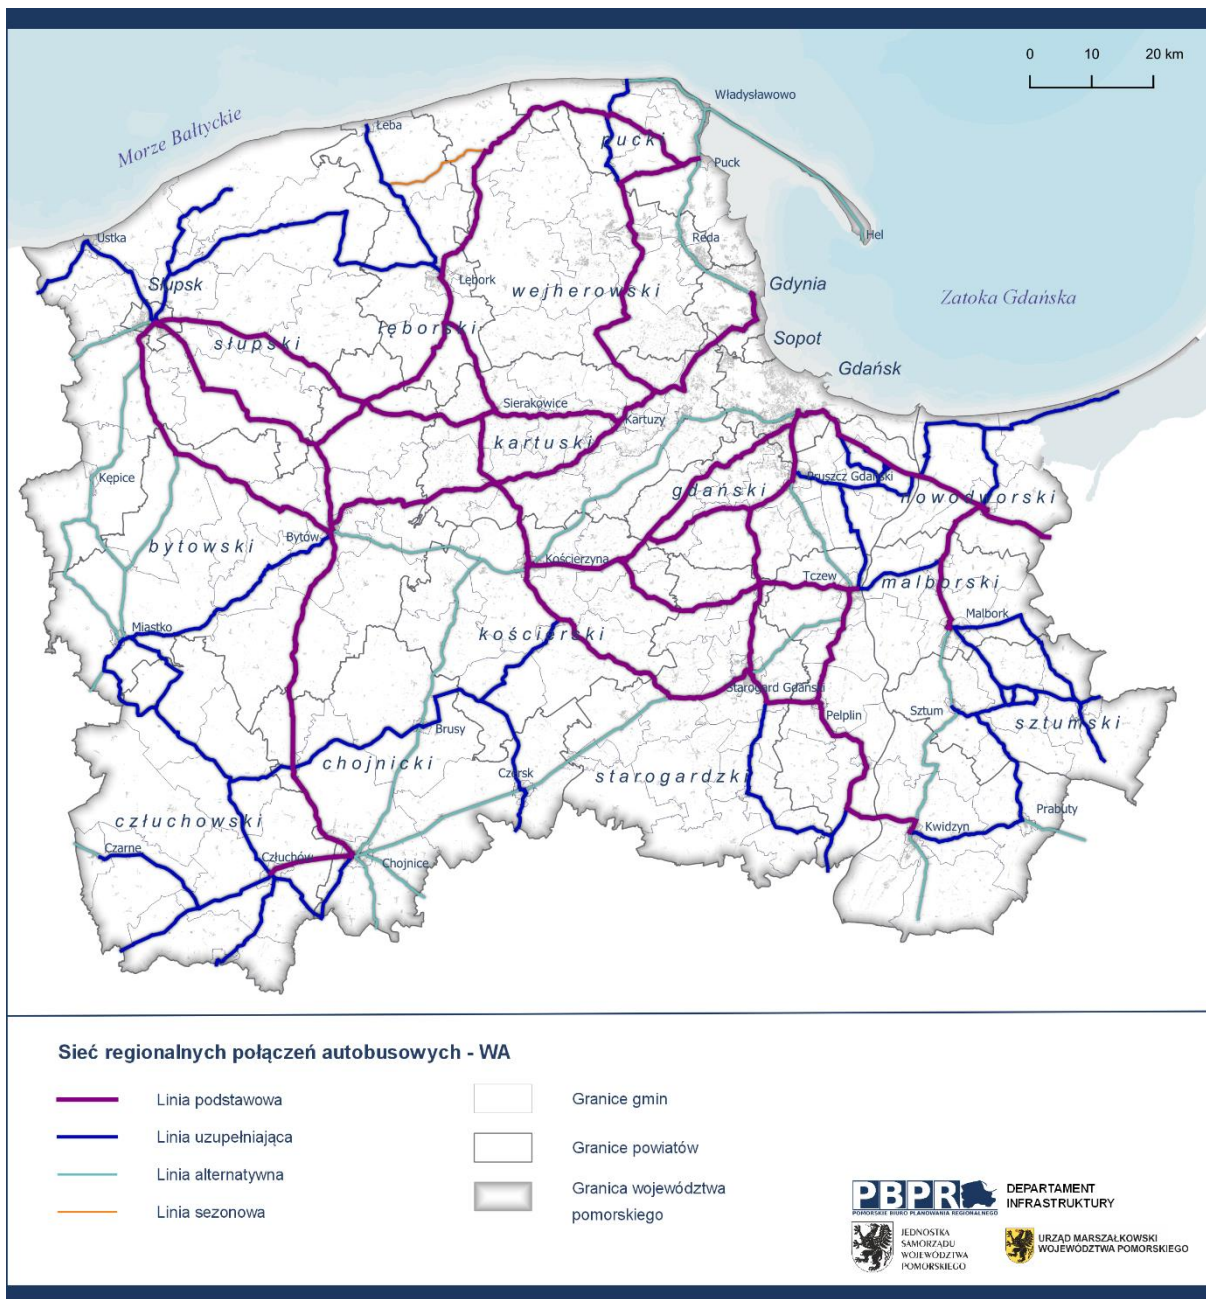 0 10 20 km
Morze Bałtyckie
Zatoka Gdańska
Władysławowo
Łeba
pucki
Puck
Hel
Ustka
Reda
Słupsk
Lębork
Gdynia
wejherowski
lęborski
Sopot
słupski
Gdańsk
Sierakowice
Kartuzy
kartuski
Kępice
gdański
Pruszcz Gdański
nowodworski
bytowski
Bytów
Kościerzyna
Tczew
malborski
Miastko
kościerski
Malbork
Starogard Gdański
Pelplin
Sztum
sztumski
Brusy
chojnicki
Czersk
starogardzki
człuchowski
Prabuty
Kwidzyn
Czarne
Człuchów
Chojnice
Sieć regionalnych połączeń autobusowych - WA
Linia podstawowa
Linia uzupełniająca
Linia alternatywna
Linia sezonowa
Granice gmin
Granice powiatów
Granica województwa
pomorskiego
PBPR
POMORSKIE BIURO PLANOWANIA REGIONALNEGO
DEPARTAMENT
INFRASTRUKTURY
JEDNOSTKA
SAMORZĄDU
WOJEWÓDZTWA
POMORSKIEGO
URZĄD MARSZAŁKOWSKI
WOJEWÓDZTWA POMORSKIEGO